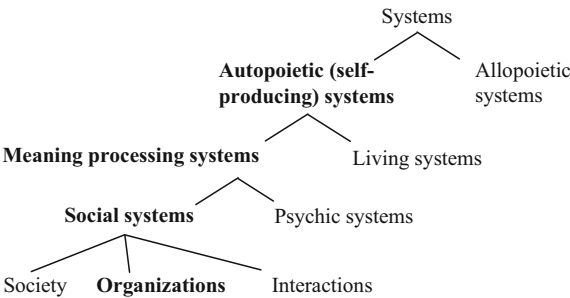 Systems
Autopoietic (self-
producing) systems
Allopoietic
systems
Meaning processing systems
Living systems
Social systems
Psychic systems
Society
Organizations
Interactions